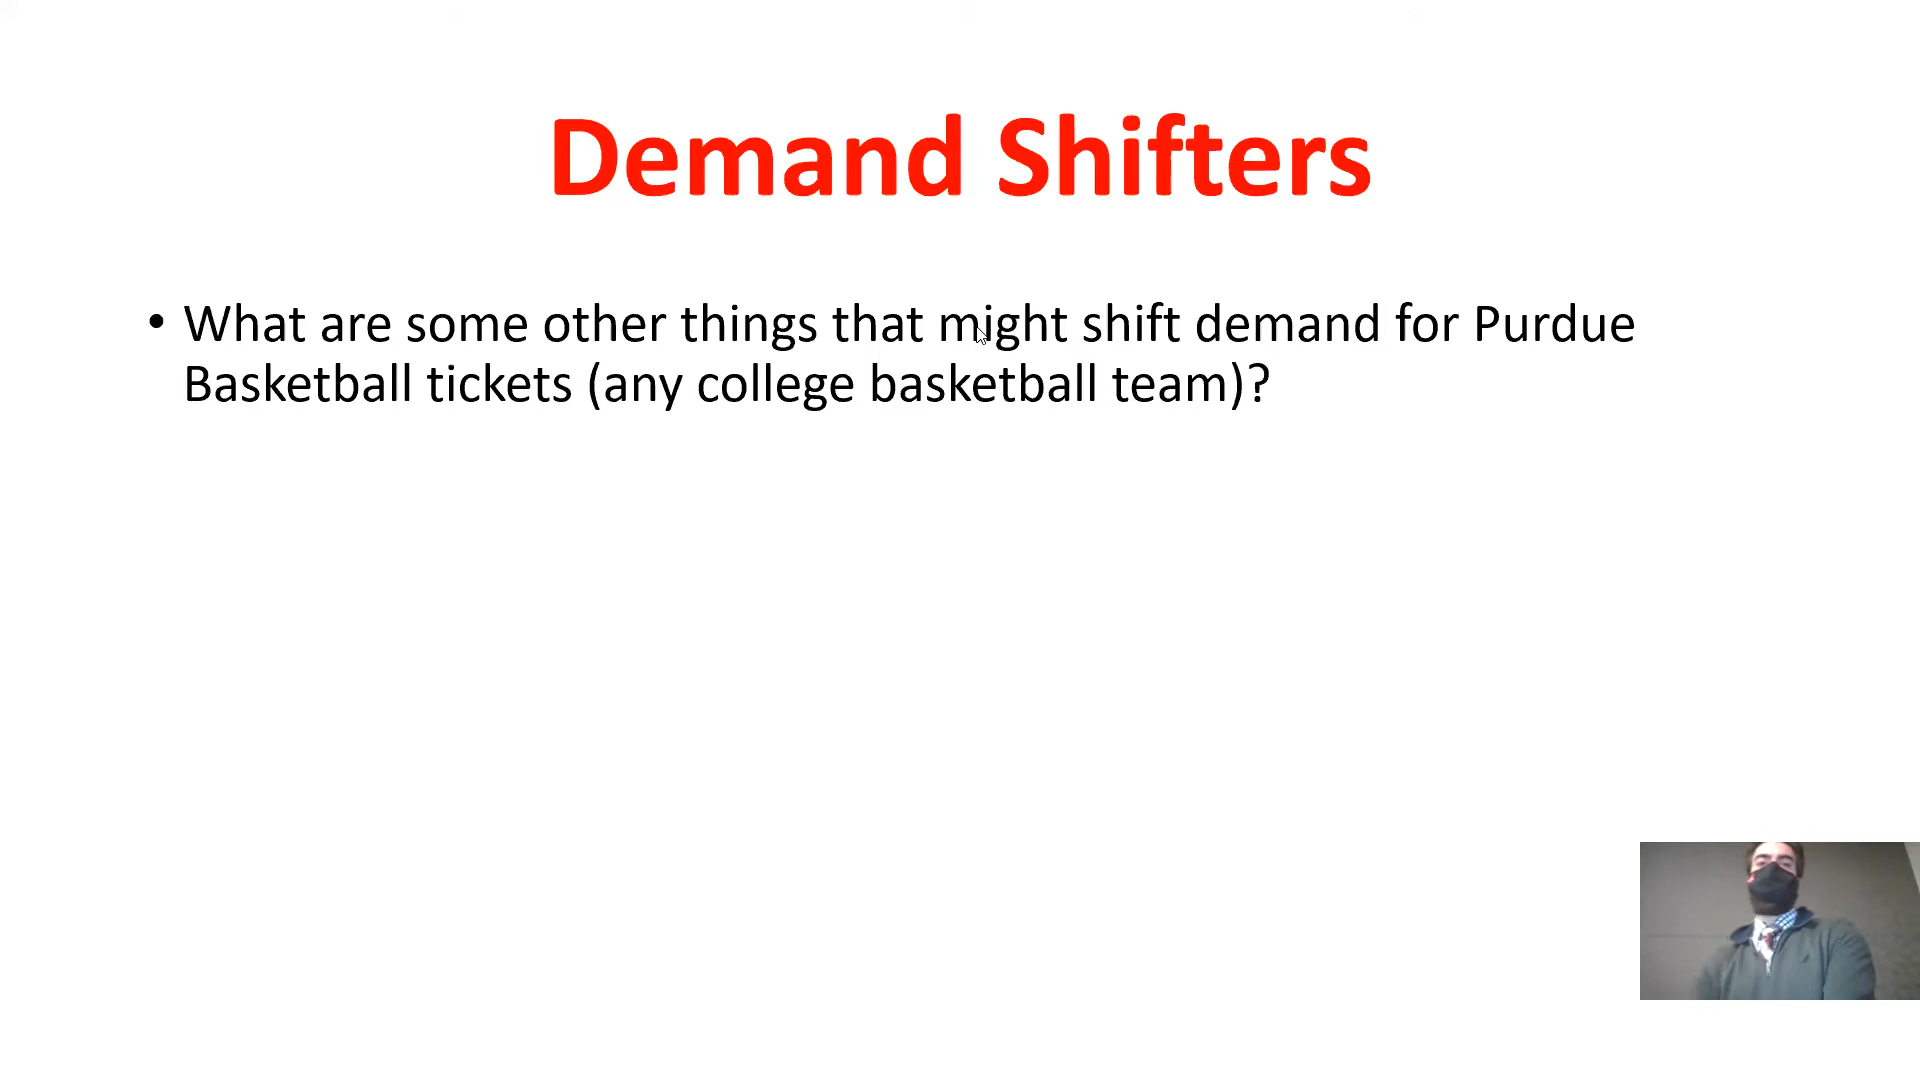 Demand Shifters
• What are some other things that might shift demand for Purdue
Basketball tickets (any college basketball team)?